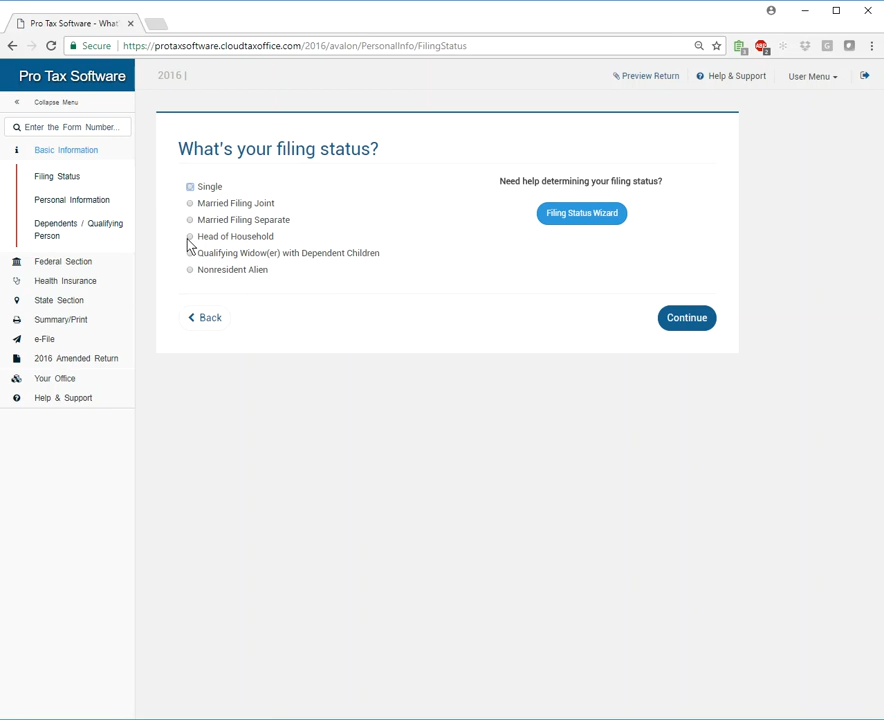 Pro Tax Software - What'
Secure | https://protaxsoftware.cloudtaxoffice.com/2016/avalon/PersonalInfo/FilingStatus
Pro Tax Software
2016 |
Preview Return
Help & Support
User Menu
Collapse Menu
Enter the Form Number...
Basic Information
Filing Status
Personal Information
Dependents / Qualifying
Person
Federal Section
Health Insurance
State Section
Summary/Print
e-File
2016 Amended Return
Your Office
Help & Support
What's your filing status?
Single
Married Filing Joint
Married Filing Separate
Head of Household
Qualifying Widow(er) with Dependent Children
Nonresident Alien
Need help determining your filing status?
Filing Status Wizard
Back
Continue